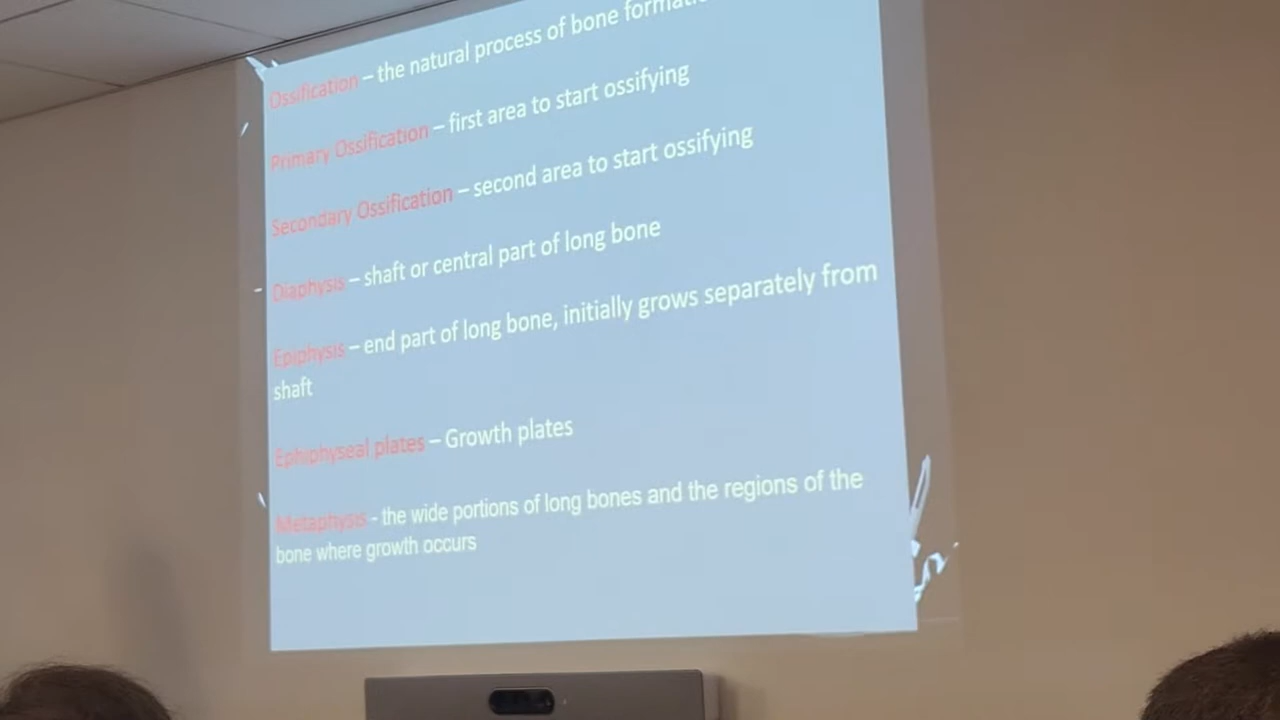 Ossification – the natural process of bone
Primary Ossification – first area to start ossifying
Secondary Ossification – second area to start ossifying
Diaphysis – shaft or central part of long bone
Epiphysis – end part of long bone, initially grows separately from
shaft
Ephiphyseal plates – Growth plates
Metaphysis - the wide portions of long bones and the regions of the
bone where growth occurs